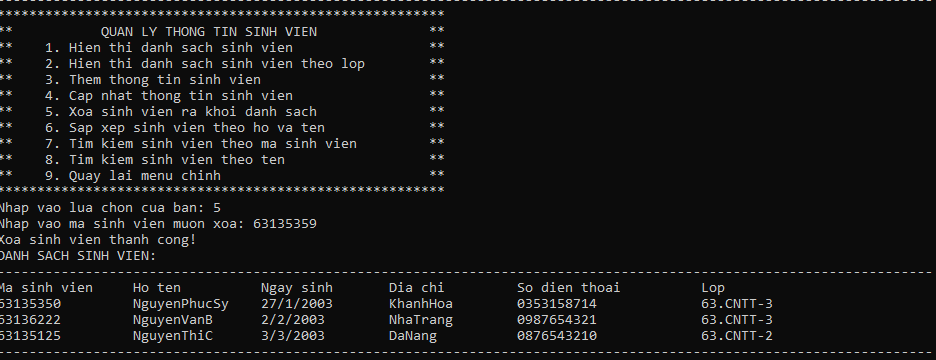 ********************************************************
** QUAN LY THONG TIN SINH VIEN **
** 1. Hien thi danh sach sinh vien **
** 2. Hien thi danh sach sinh vien theo lop **
** 3. Them thong tin sinh vien **
** 4. Cap nhat thong tin sinh vien **
** 5. Xoa sinh vien ra khoi danh sach **
** 6. Sap xep sinh vien theo ho va ten **
** 7. Tim kiem sinh vien theo ma sinh vien **
** 8. Tim kiem sinh vien theo ten **
** 9. Quay lai menu chinh **
********************************************************
Nhap vao lua chon cua ban: 5
Nhap vao ma sinh vien muon xoa: 63135359
Xoa sinh vien thanh cong!
DANH SACH SINH VIEN:
Ma sinh vien Ho ten Ngay sinh Dia chi So dien thoai Lop
63135350 NguyenPhucSy 27/1/2003 KhanhHoa 0353158714 63.CNTT-3
63136222 NguyenVanB 2/2/2003 NhaTrang 0987654321 63.CNTT-3
63135125 NguyenThiC 3/3/2003 DaNang 0876543210 63.CNTT-2